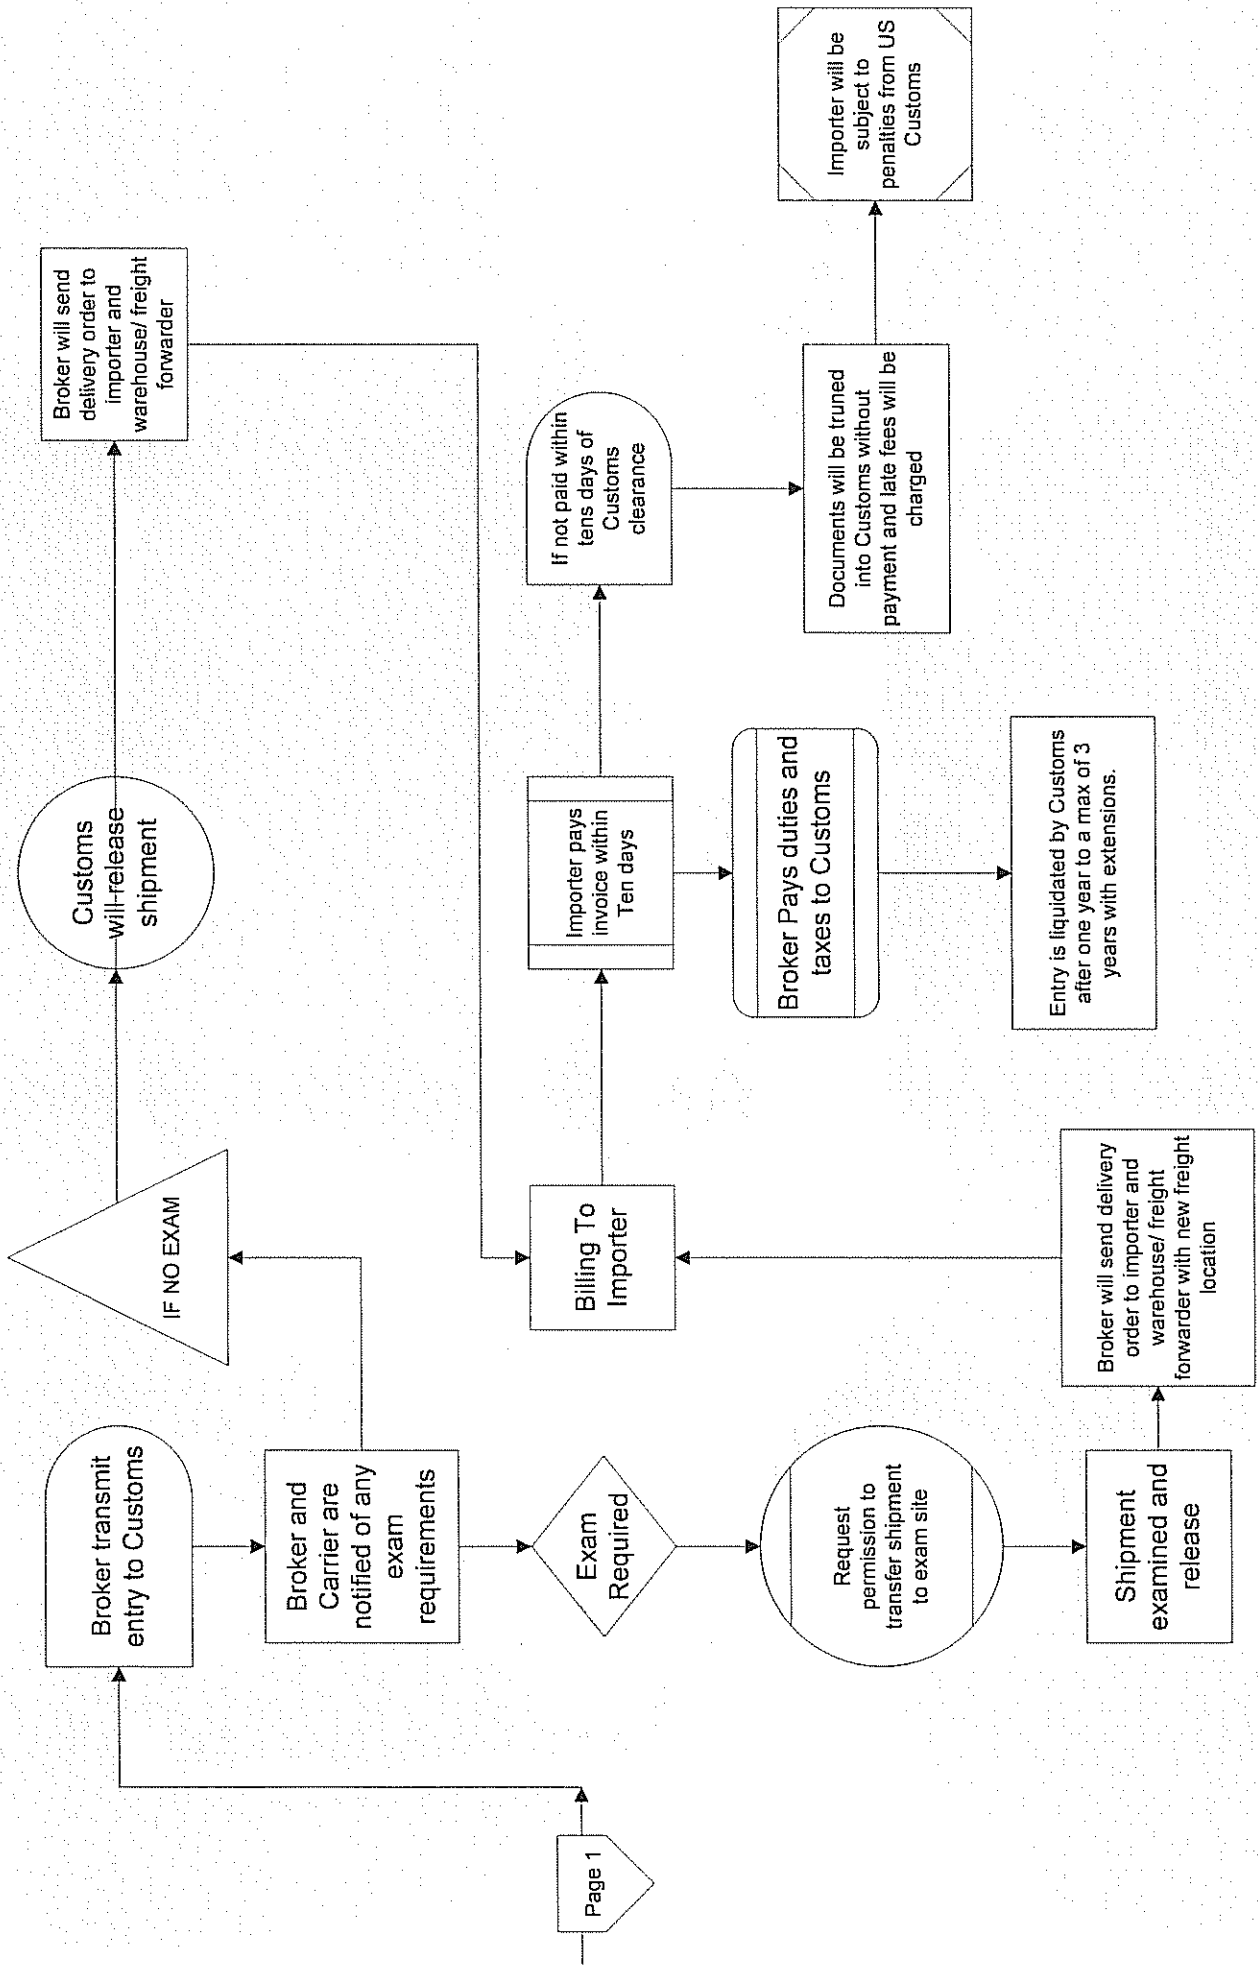 Page 1
Broker transmit
entry to Customs
Broker and
Carrier are
notified of any
exam
requirements
IF NO EXAM
Customs
will-release
shipment
Broker will send
delivery order to
importer and
warehouse/ freight
forwarder
Exam
Required
Request
permission to
transfer shipment
to exam site
Shipment
examined and
release
Broker will send delivery
order to importer and
warehouse/ freight
forwarder with new freight
location
Billing To
Importer
Importer pays
invoice within
Ten days
Broker Pays duties and
taxes to Customs
Entry is liquidated by Customs
after one year to a max of 3
years with extensions.
If not paid within
tens days of
Customs
clearance
Documents will be truned
into Customs without
payment and late fees will be
charged
Importer will be
subject to
penalties from US
Customs